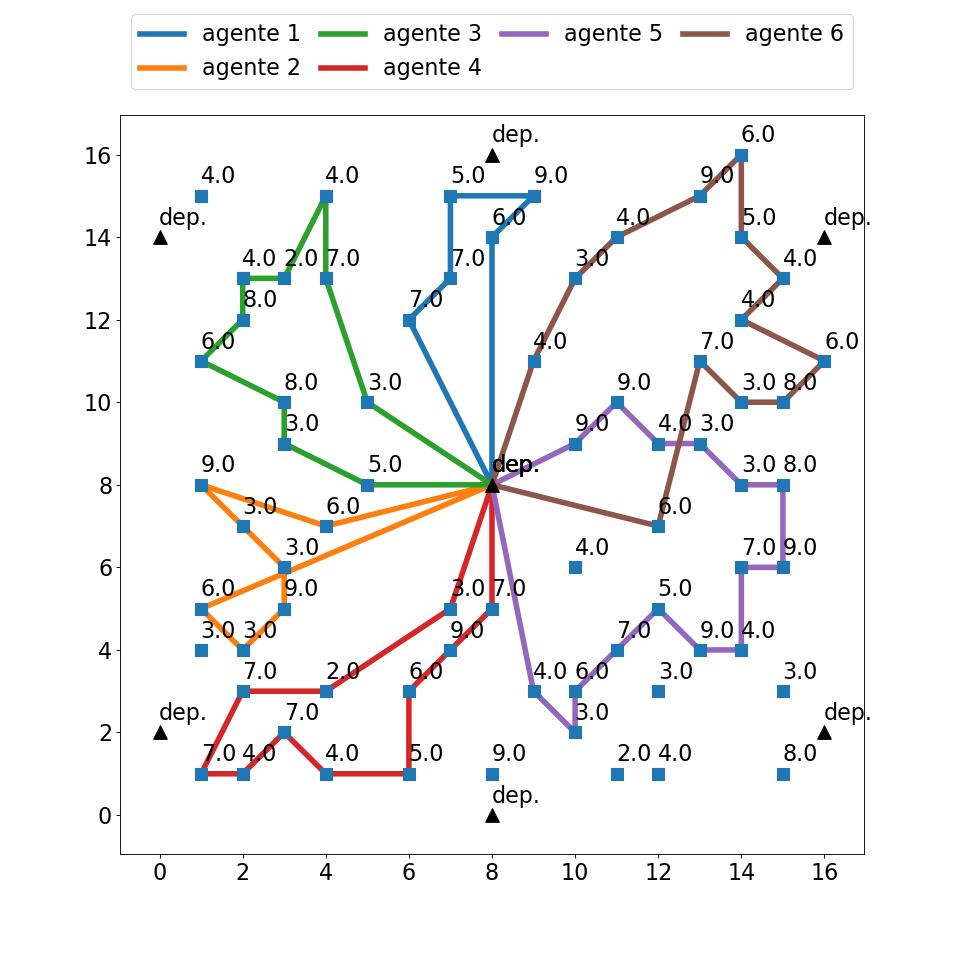 agente 1 agente 3 agente 5 agente 6
agente 2 agente 4
dep.
16 6.0
4.0 4.0 5.0 9.0 9.0
dep. 6.0 4.0 5.0 dep.
14
4.0 2.0 7.0 7.0 3.0 4.0
8.0 7.0 4.0
12
6.0 4.0 7.0 6.0
8.0 3.0 9.0 3.0 8.0
10
3.0 9.0 4.0 3.0
9.0 5.0 dep. 3.0 8.0
8
3.0 6.0 6.0
3.0 4.0 7.0 9.0
6
6.0 9.0 3.0 7.0 5.0
3.0 3.0 9.0 7.0 9.0 4.0
4
7.0 2.0 6.0 4.0 6.0 3.0 3.0
dep. 7.0 3.0 dep.
2
7.0 4.0 4.0 5.0 9.0 2.0 4.0 8.0
dep.
0
0 2 4 6 8 10 12 14 16